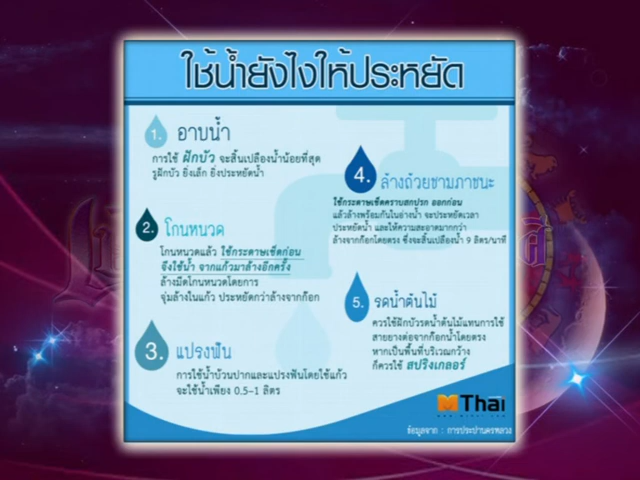 ใช้น้ำยังไงให้ประหยัด
1. อาบน้ำ
การใช้ ฝักบัว จะสิ้นเปลืองน้ำน้อยที่สุด
รูฝักบัว ยิ่งเล็ก ยิ่งประหยัดน้ำ
2. โกนหนวด
โกนหนวดแล้ว ใช้กระดาษเช็ดก่อน
จึงใช้น้ำ จากแก้วมาล้างอีกครั้ง
ล้างมีดโกนหนวดโดยการ
จุ่มล้างในแก้ว ประหยัดกว่าล้างจากก๊อก
3. แปรงฟัน
การใช้น้ำบ้วนปากและแปรงฟันโดยใช้แก้ว
จะใช้น้ำเพียง 0.5-1 ลิตร
4. ล้างถ้วยชามภาชนะ
ใช้กระดาษเช็ดคราบสกปรก ออกก่อน
แล้วล้างพร้อมกันในอ่างน้ำ จะประหยัดเวลา
ประหยัดน้ำ และให้ความสะอาดมากกว่า
ล้างจากก๊อกโดยตรง ซึ่งจะสิ้นเปลืองน้ำ 9 ลิตร/นาที
5. รดน้ำต้นไม้
ควรใช้ฝักบัวรดน้ำต้นไม้แทนการใช้
สายยางต่อจากก๊อกน้ำโดยตรง
หากเป็นพื้นที่บริเวณกว้าง
ก็ควรใช้ สปริงเกลอร์
MThai
ข้อมูลจาก : การประปานครหลวง